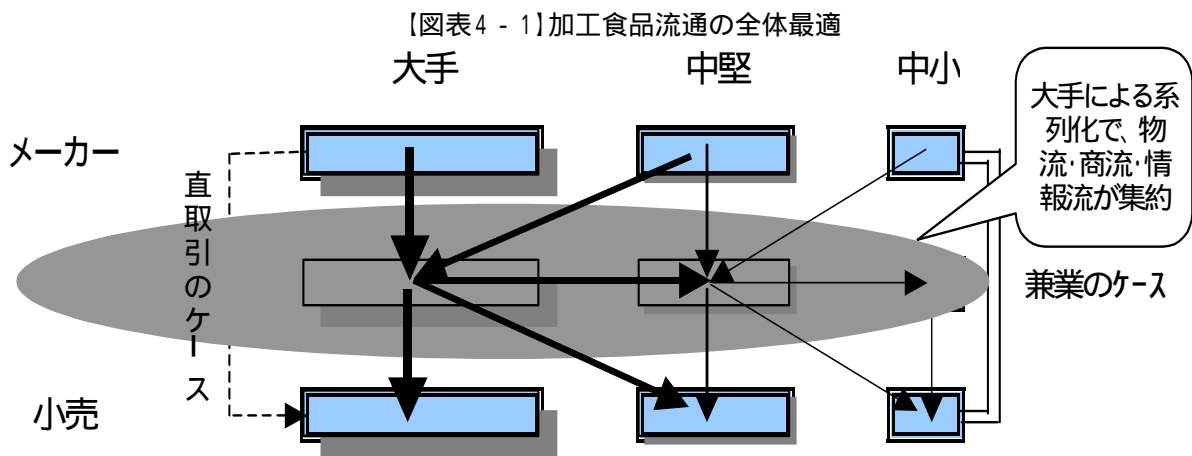 【図表４-１】加工食品流通の全体最適
大手
中堅
中小
大手による系
列化で、物
流・商流・情
報流が集約
メーカー
直取引のケース
兼業のケース
小売